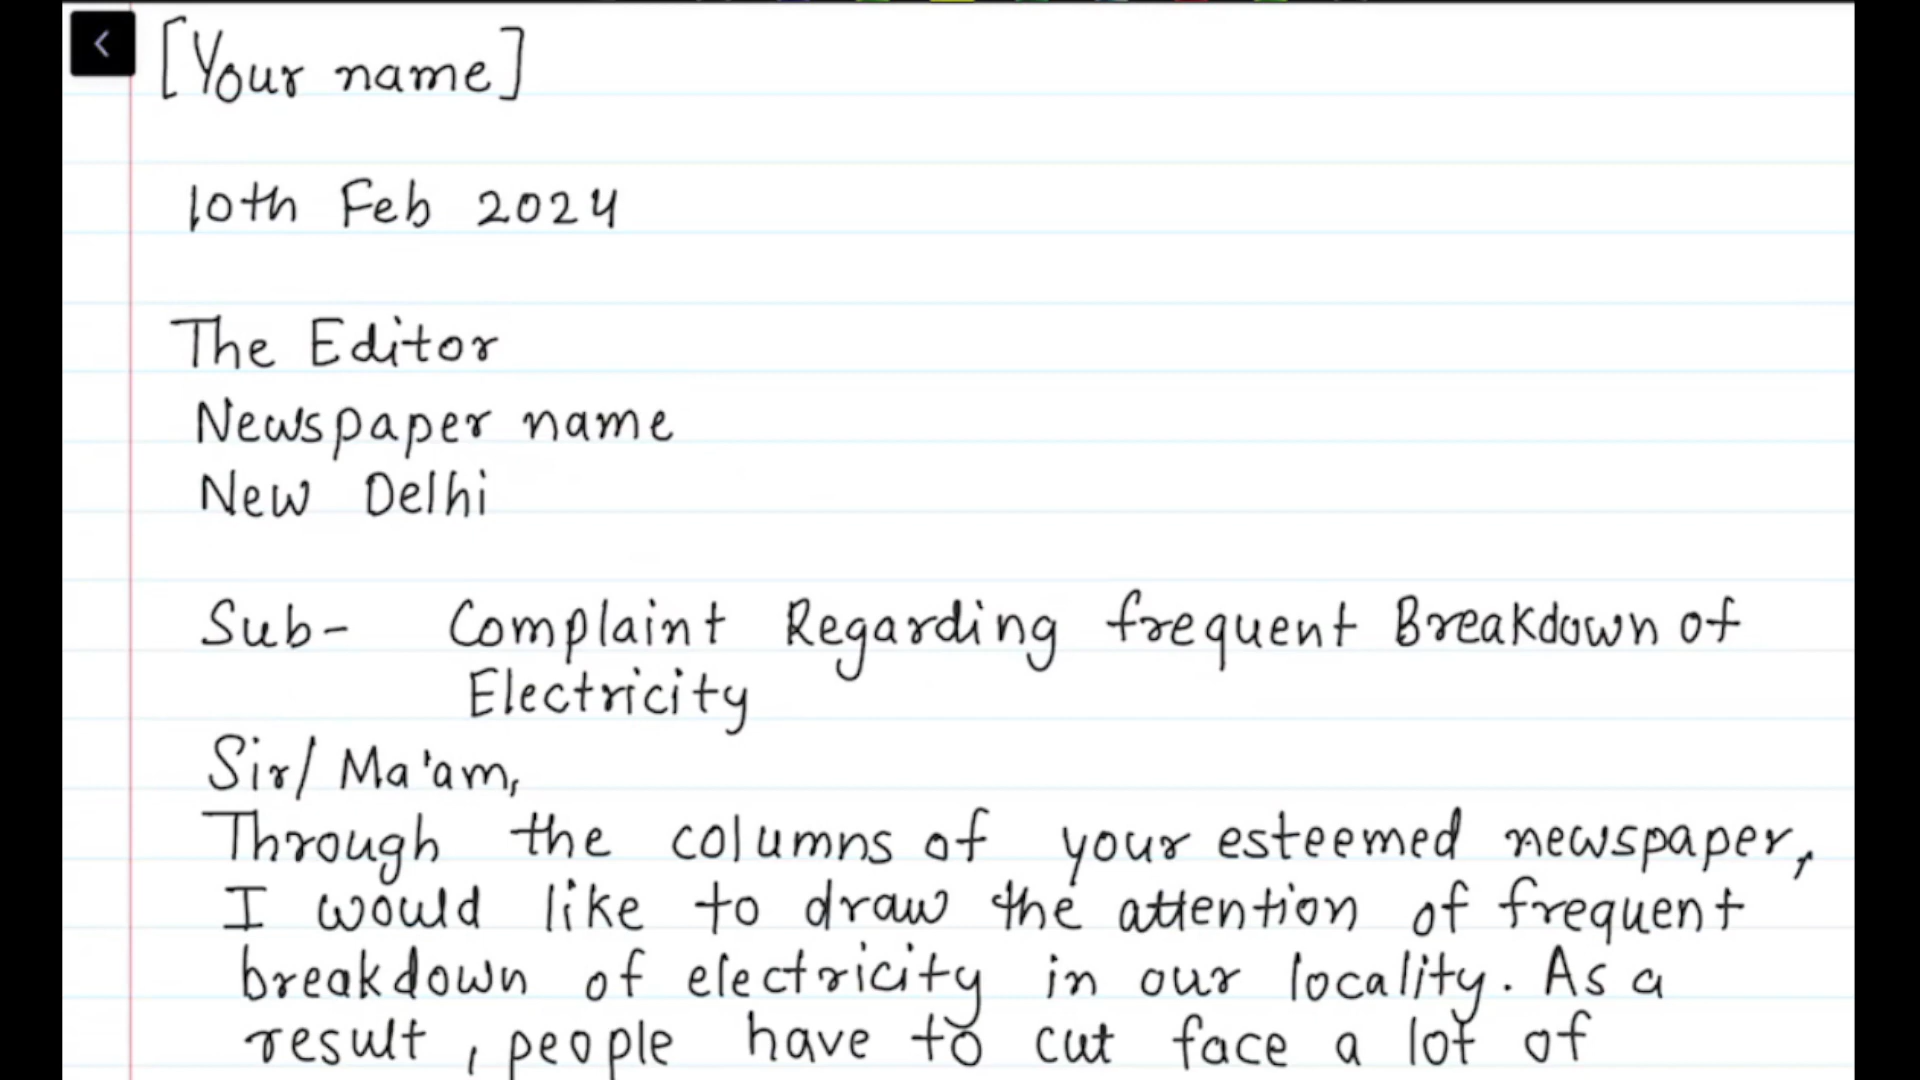 [Your name]
10th Feb 2024
The Editor
Newspaper name
New Delhi
Sub- Complaint Regarding frequent Breakdown of
Electricity
Sir/ Ma'am,
Through the columns of your esteemed newspaper,
I would like to draw the attention of frequent
breakdown of electricity in our locality. As a
result, people have to cut face a lot of